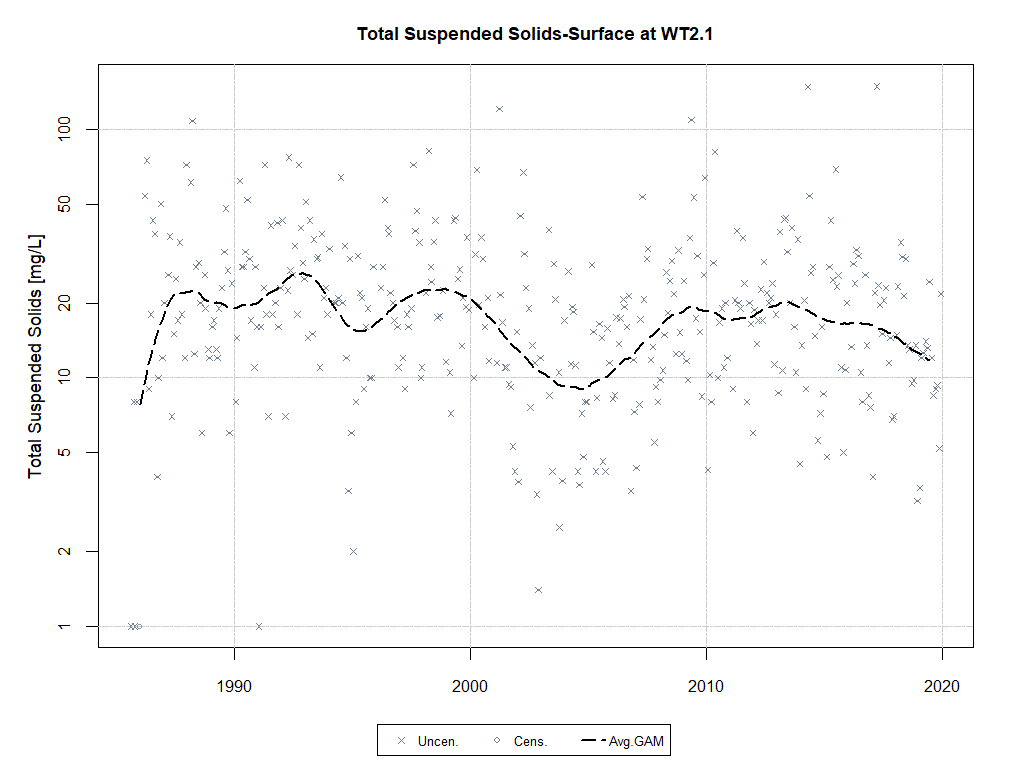 Total Suspended Solids-Surface at WT2.1
Total Suspended Solids [mg/L]
100
50
20
10
5
2
1
1990 2000 2010 2020
Uncen. Cens. Avg.GAM